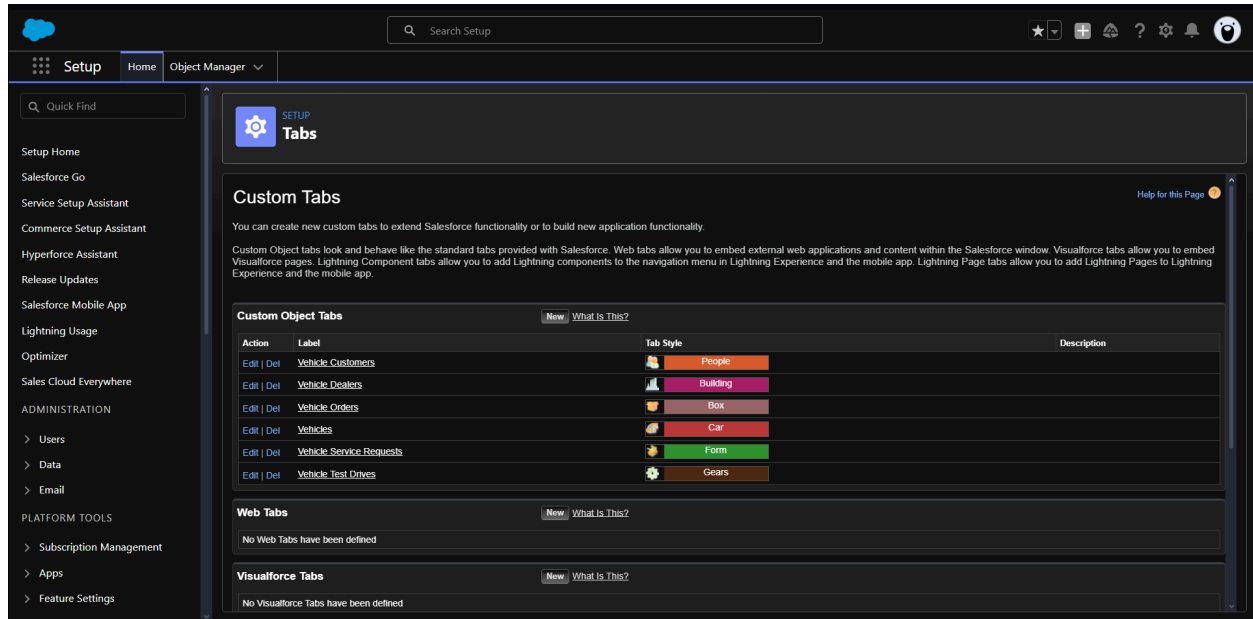 Search Setup
Setup
Home
Object Manager
Quick Find
Setup Home
Salesforce Go
Service Setup Assistant
Commerce Setup Assistant
Hyperforce Assistant
Release Updates
Salesforce Mobile App
Lightning Usage
Optimizer
Sales Cloud Everywhere
ADMINISTRATION
Users
Data
Email
PLATFORM TOOLS
Subscription Management
Apps
Feature Settings
SETUP
Tabs
Custom Tabs
Help for this Page ?
You can create new custom tabs to extend Salesforce functionality or to build new application functionality.
Custom Object tabs look and behave like the standard tabs provided with Salesforce. Web tabs allow you to embed external web applications and content within the Salesforce window. Visualforce tabs allow you to embed
Visualforce pages. Lightning Component tabs allow you to add Lightning components to the navigation menu in Lightning Experience and the mobile app. Lightning Page tabs allow you to add Lightning Pages to Lightning
Experience and the mobile app.
Custom Object Tabs New What Is This?
Action Label Tab Style Description
Edit | Del Vehicle Customers People
Edit | Del Vehicle Dealers Building
Edit | Del Vehicle Orders Box
Edit | Del Vehicles Car
Edit | Del Vehicle Service Requests Form
Edit | Del Vehicle Test Drives Gears
Web Tabs New What Is This?
No Web Tabs have been defined
Visualforce Tabs New What Is This?
No Visualforce Tabs have been defined